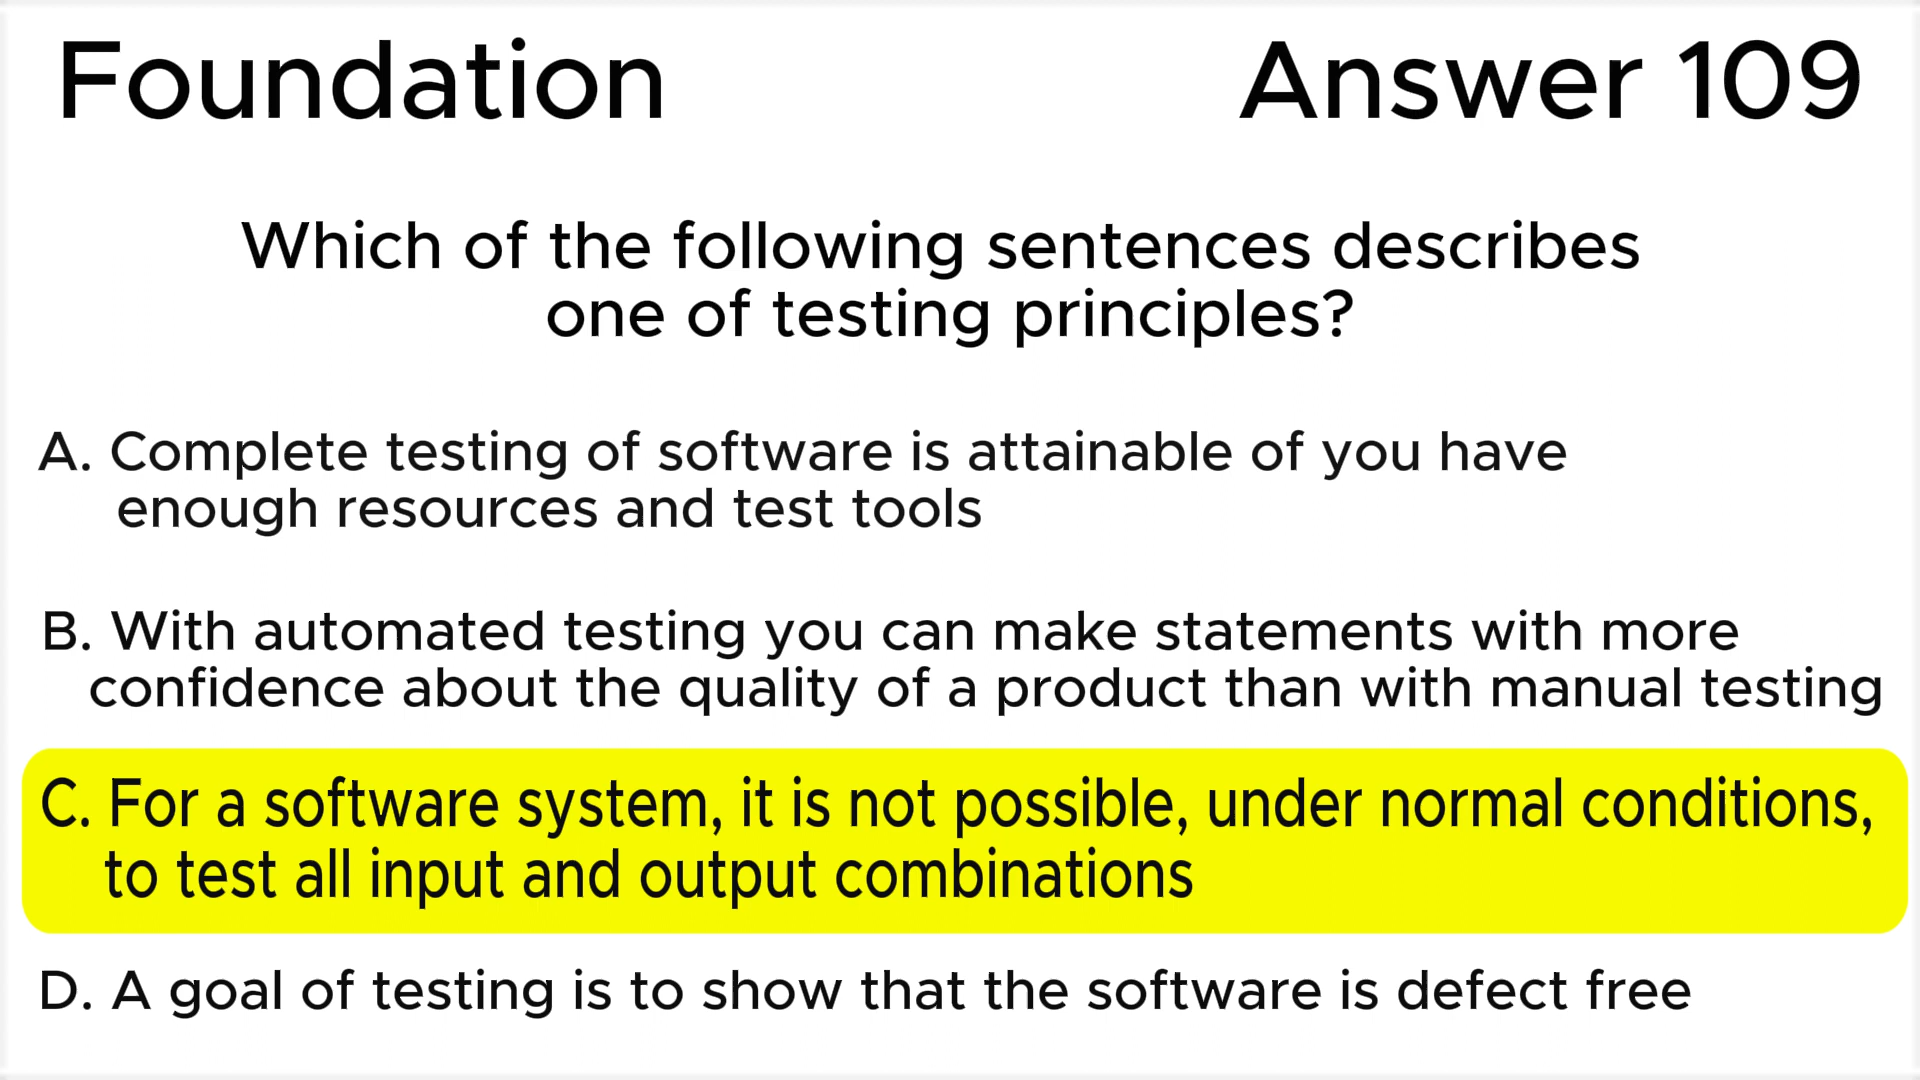 Foundation
Answer 109
Which of the following sentences describes
one of testing principles?
A. Complete testing of software is attainable of you have
enough resources and test tools
B. With automated testing you can make statements with more
confidence about the quality of a product than with manual testing
C. For a software system, it is not possible, under normal conditions,
to test all input and output combinations
D. A goal of testing is to show that the software is defect free